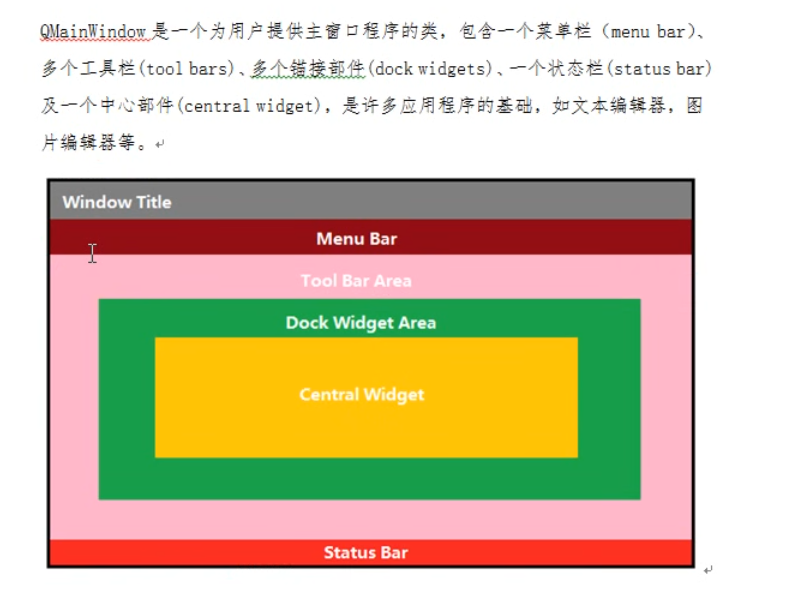 QMainWindow 是一个为用户提供主窗口程序的类，包含一个菜单栏（menu bar）、
多个工具栏(tool bars)、多个锚接部件(dock widgets)、一个状态栏(status bar)
及一个中心部件(central widget)，是许多应用程序的基础，如文本编辑器，图
片编辑器等。
Window Title
Menu Bar
Tool Bar Area
Dock Widget Area
Central Widget
Status Bar